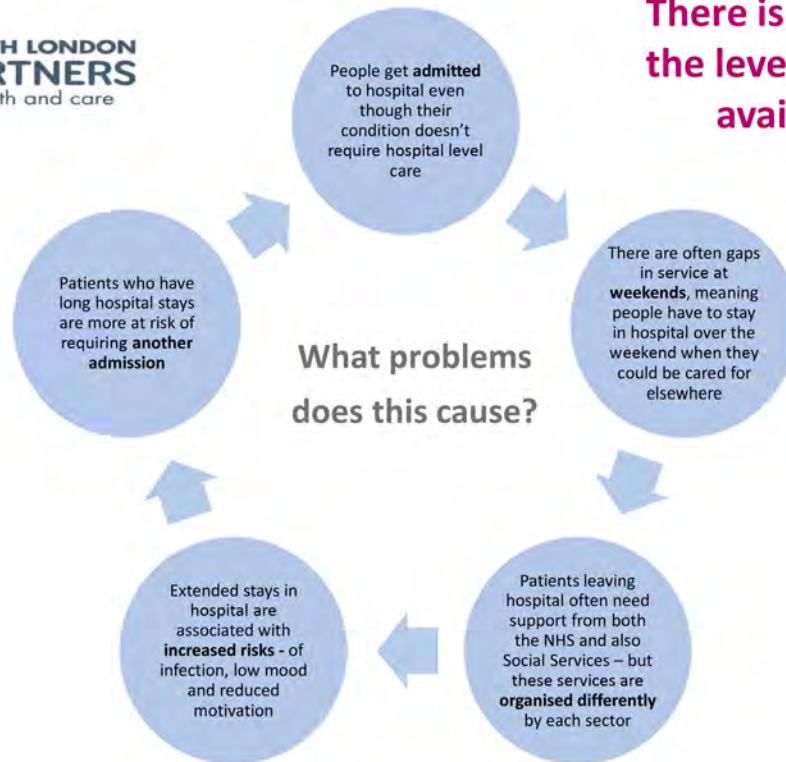 H LONDON
RTNERS
th and care
There is
the leve
avai
People get admitted
to hospital even
though their
condition doesn't
require hospital level
care
There are often gaps
in service at
weekends, meaning
people have to stay
in hospital over the
weekend when they
could be cared for
elsewhere
Patients leaving
hospital often need
support from both
the NHS and also
Social Services – but
these services are
organised differently
by each sector
Extended stays in
hospital are
associated with
increased risks - of
infection, low mood
and reduced
motivation
Patients who have
long hospital stays
are more at risk of
requiring another
admission
What problems
does this cause?